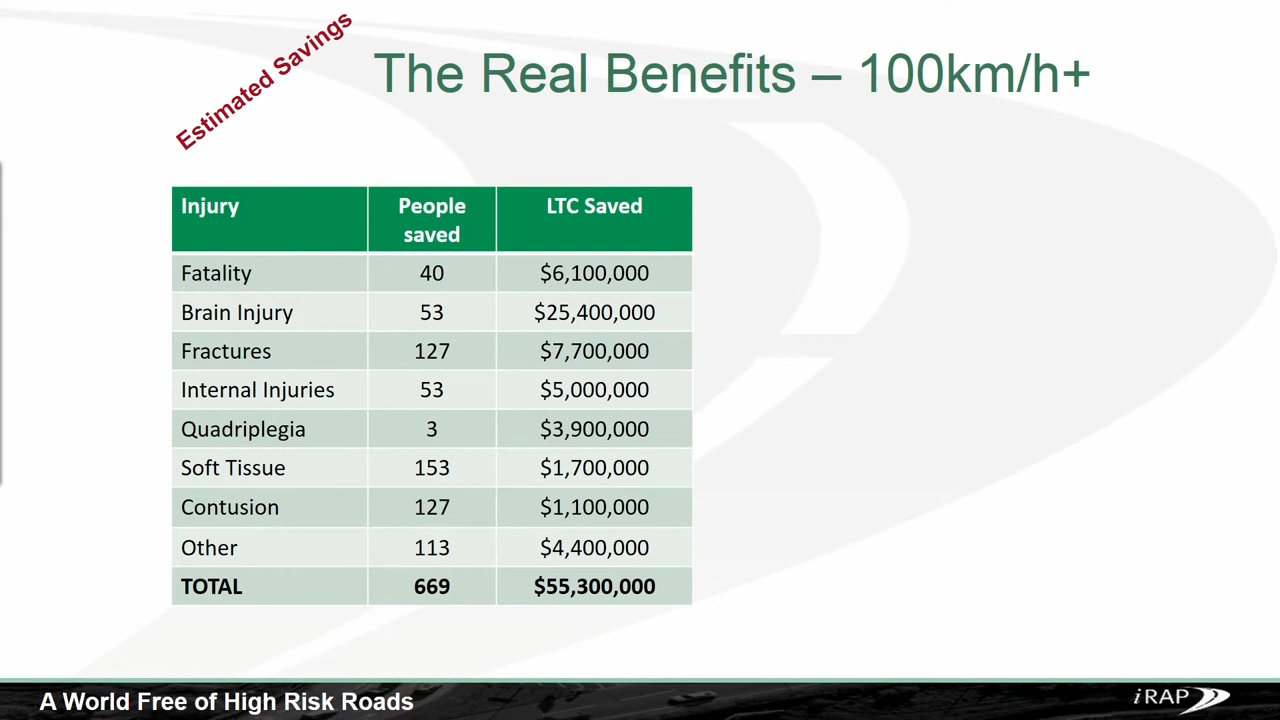 Estimated Savings
The Real Benefits – 100km/h+
Injury People saved LTC Saved
Fatality 40 $6,100,000
Brain Injury 53 $25,400,000
Fractures 127 $7,700,000
Internal Injuries 53 $5,000,000
Quadriplegia 3 $3,900,000
Soft Tissue 153 $1,700,000
Contusion 127 $1,100,000
Other 113 $4,400,000
TOTAL 669 $55,300,000
A World Free of High Risk Roads
iRAP